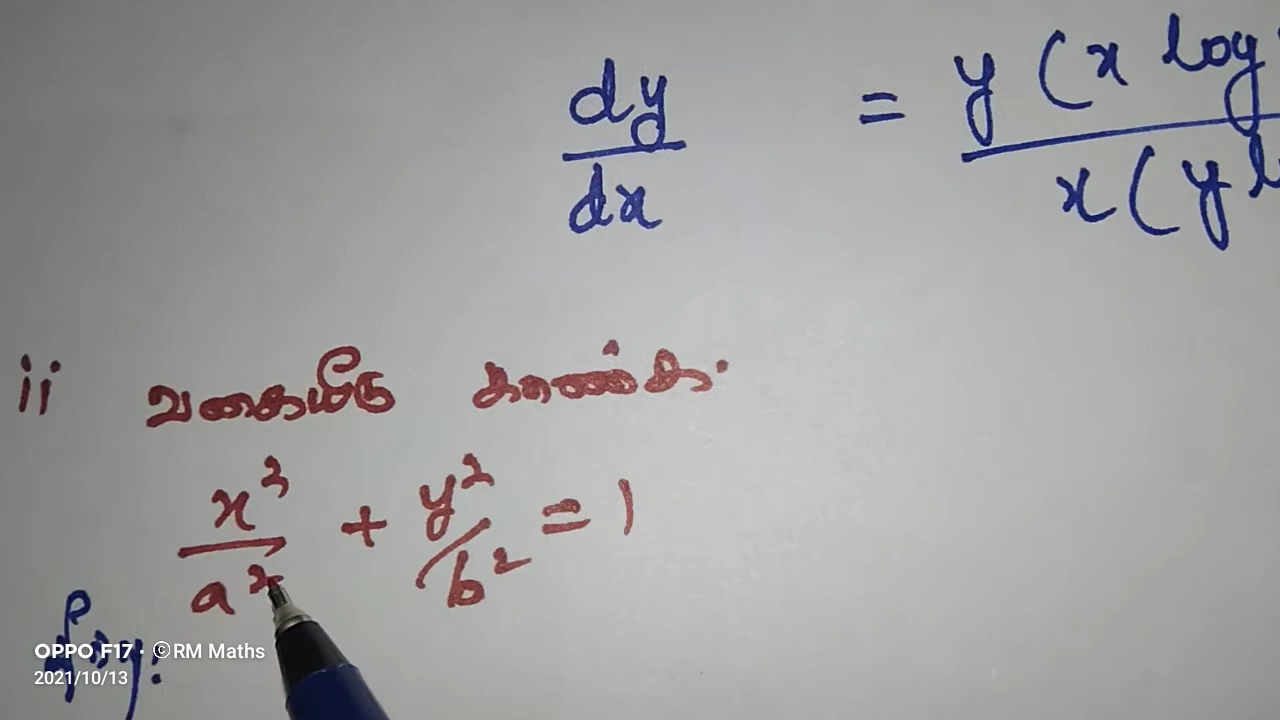 dy/dx = y (x log
x (y l
ii வகையீடு காண்க.
x²/a² + y²/b² = 1
தீர்வு:
OPPO F17 · ©RM Maths
2021/10/13